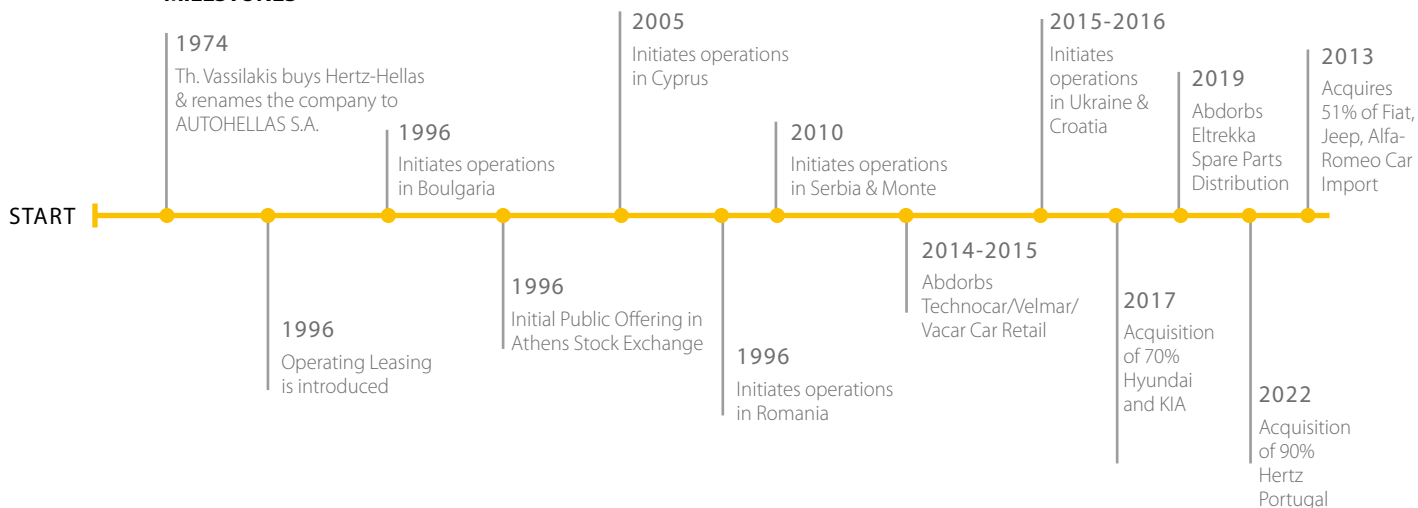 MILESTONES
START
1974
Th. Vassilakis buys Hertz-Hellas
& renames the company to
AUTOHELLAS S.A.
1996
Operating Leasing
is introduced
1996
Initiates operations
in Boulgaria
1996
Initial Public Offering in
Athens Stock Exchange
2005
Initiates operations
in Cyprus
1996
Initiates operations
in Romania
2010
Initiates operations
in Serbia & Monte
2014-2015
Abdorbs
Technocar/Velmar/
Vacar Car Retail
2015-2016
Initiates
operations
in Ukraine &
Croatia
2017
Acquisition
of 70%
Hyundai
and KIA
2019
Abdorbs
Eltrekka
Spare Parts
Distribution
2022
Acquisition
of 90%
Hertz
Portugal
2013
Acquires
51% of Fiat,
Jeep, Alfa-
Romeo Car
Import